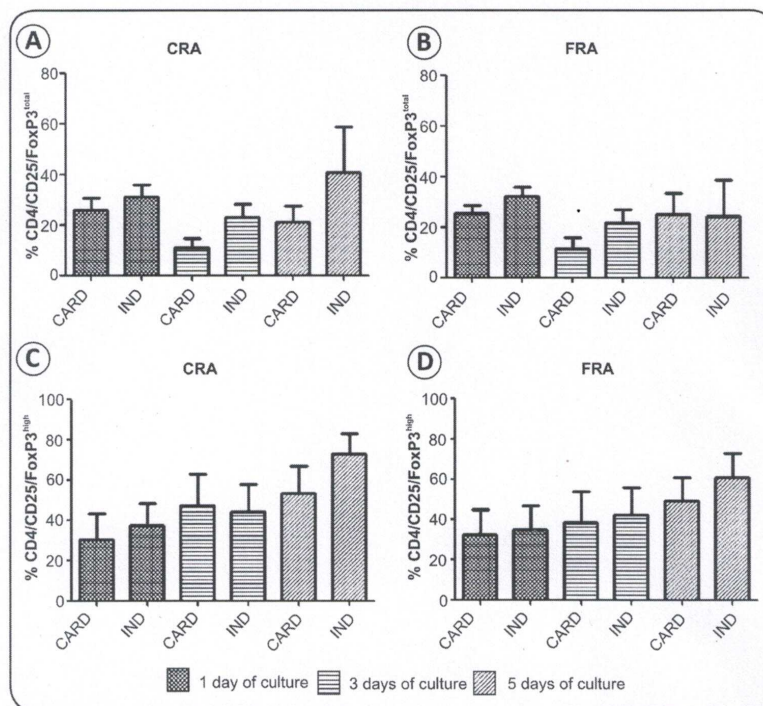 A
CRA
% CD4/CD25/FoxP3total
80
60
40
20
0
CARD
IND
CARD
IND
CARD
IND
B
FRA
% CD4/CD25/FoxP3total
80
60
40
20
0
CARD
IND
CARD
IND
CARD
IND
C
CRA
% CD4/CD25/FoxP3high
100
80
60
40
20
0
CARD
IND
CARD
IND
CARD
IND
D
FRA
% CD4/CD25/FoxP3high
100
80
60
40
20
0
CARD
IND
CARD
IND
CARD
IND
1 day of culture
3 days of culture
5 days of culture